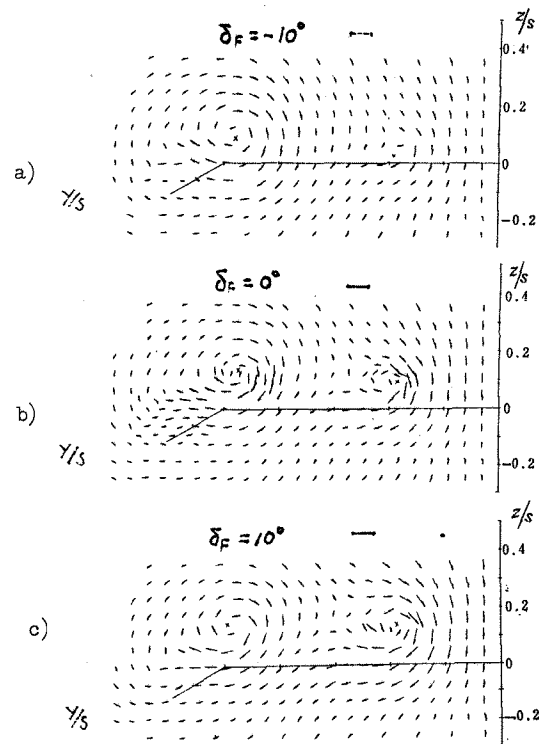 δF = -10°
z/s
0.4
0.2
0
-0.2
a)
Y/s
δF = 0°
z/s
0.4
0.2
0
-0.2
b)
Y/s
δF = 10°
z/s
0.4
0.2
0
-0.2
c)
Y/s